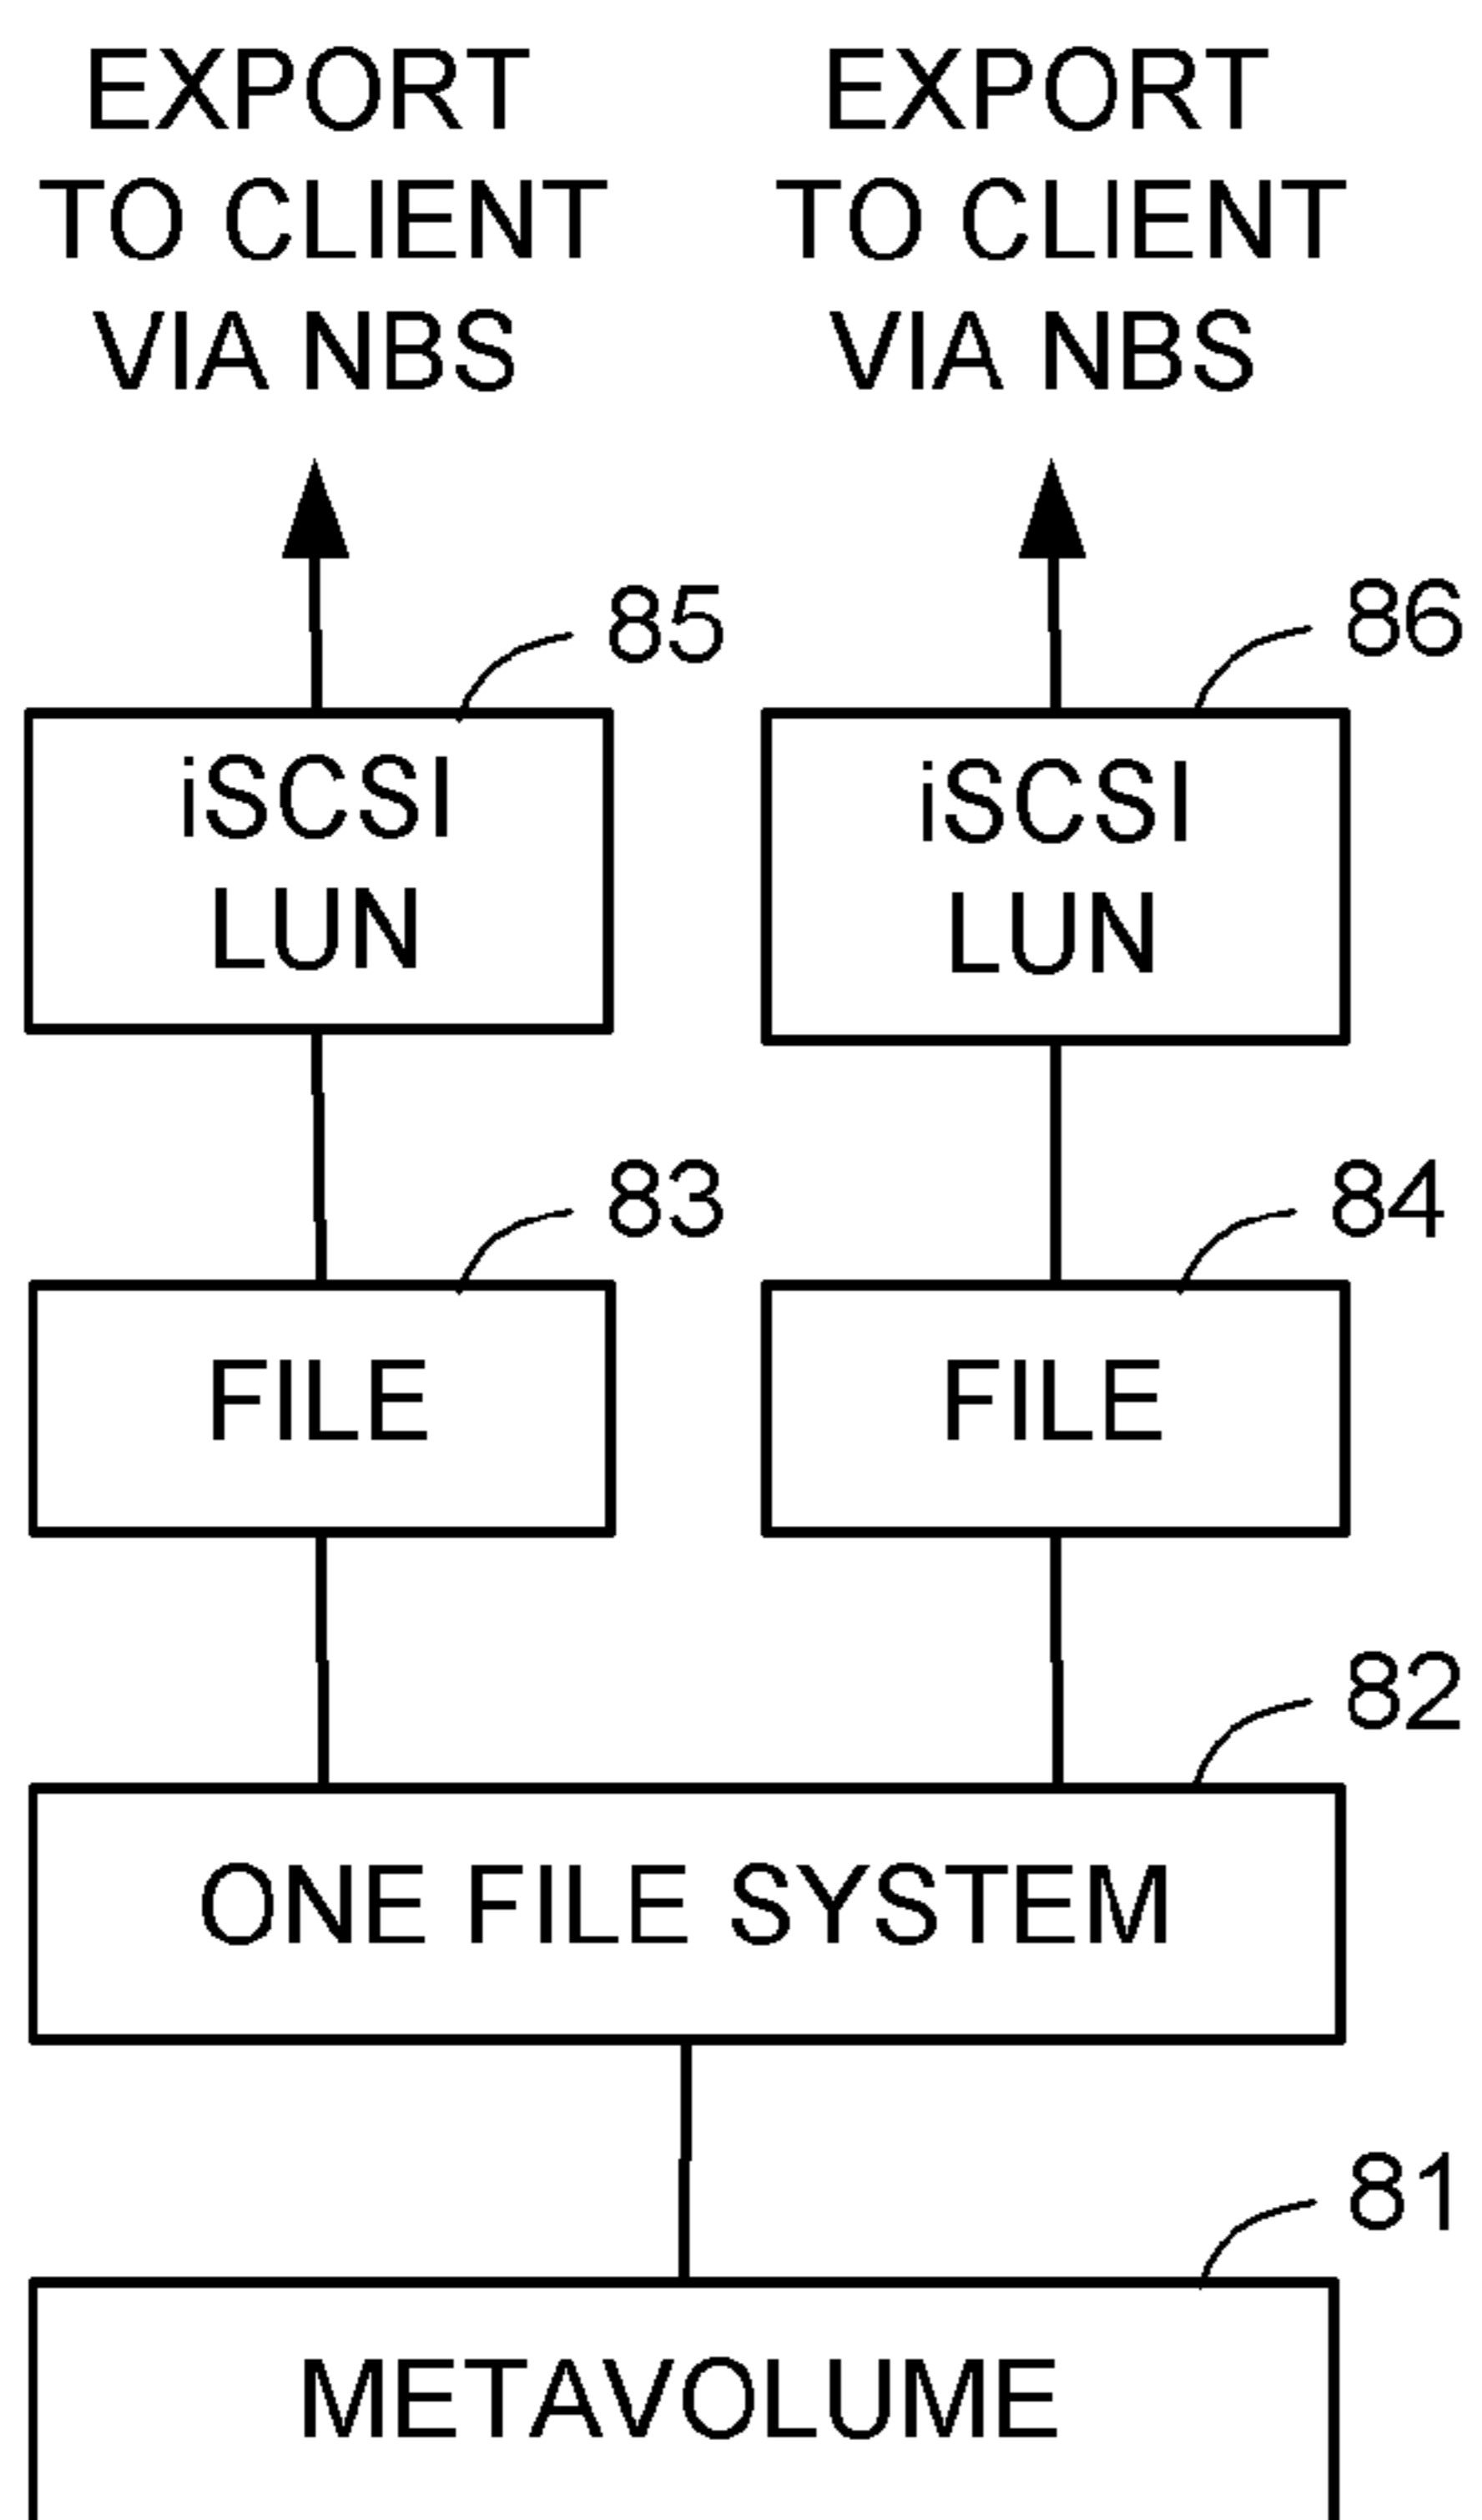 EXPORT
TO CLIENT
VIA NBS
EXPORT
TO CLIENT
VIA NBS
85
86
iSCSI
LUN
iSCSI
LUN
83
84
FILE
FILE
82
ONE FILE SYSTEM
81
METAVOLUME